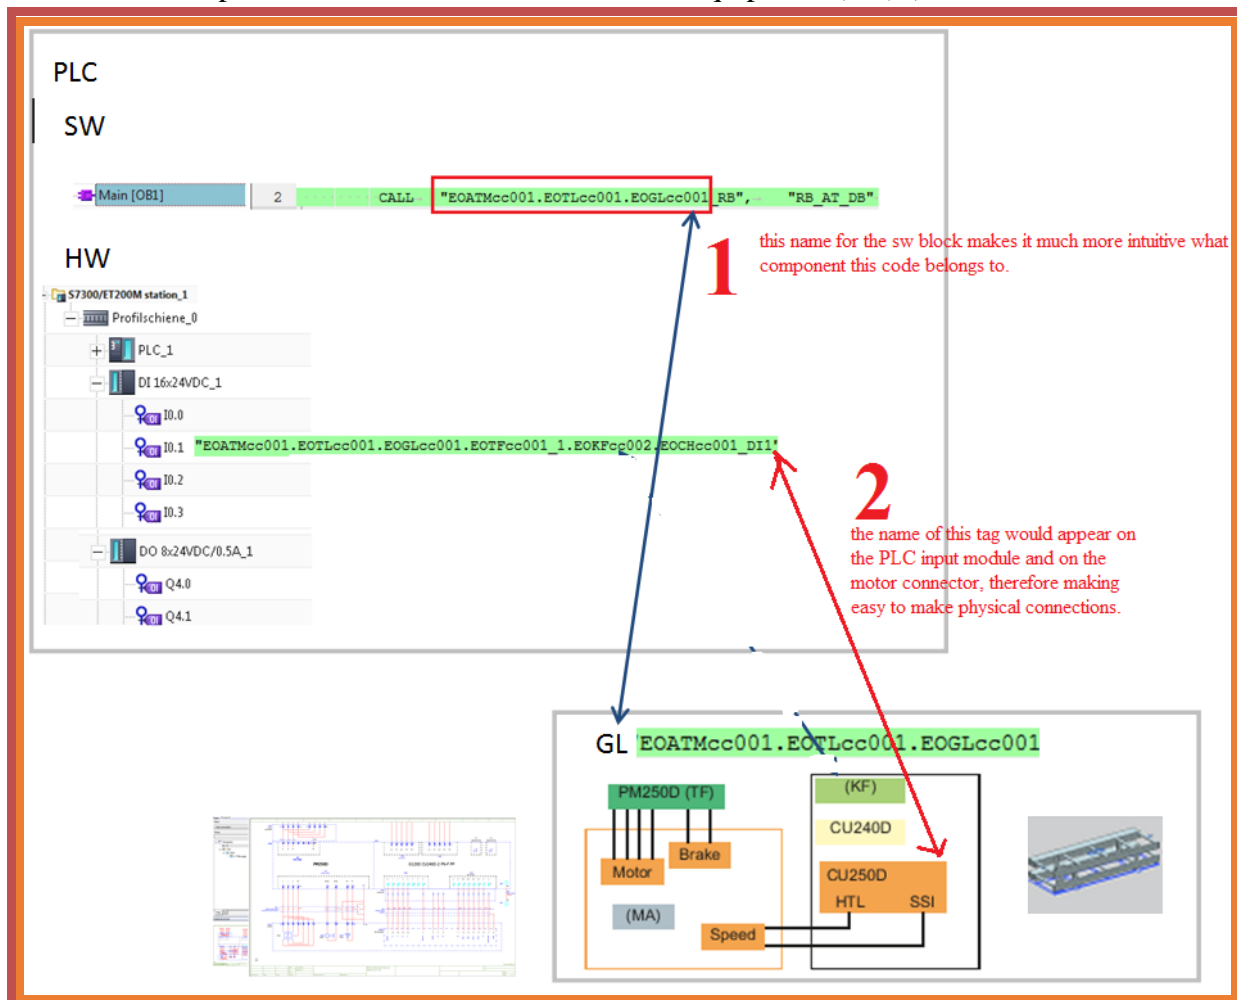 PLC
SW
Main [OB1] 2 CALL "EOATMcc001.EOTLcc001.EOGLcc001_RB", "RB_AT_DB"
1
this name for the sw block makes it much more intuitive what
component this code belongs to.
HW
S7300/ET200M station_1
Profilschiene_0
PLC_1
DI 16x24VDC_1
I0.0
I0.1 "EOATMcc001.EOTLcc001.EOGLcc001.EOTFcc001_1.EOKFcc002.EOCHcc001_DI1"
I0.2
I0.3
DO 8x24VDC/0.5A_1
Q4.0
Q4.1
2
the name of this tag would appear on
the PLC input module and on the
motor connector, therefore making
easy to make physical connections.
GL "EOATMcc001.EOTLcc001.EOGLcc001
PM250D (TF)
Motor
Brake
(MA)
Speed
(KF)
CU240D
CU250D
HTL SSI